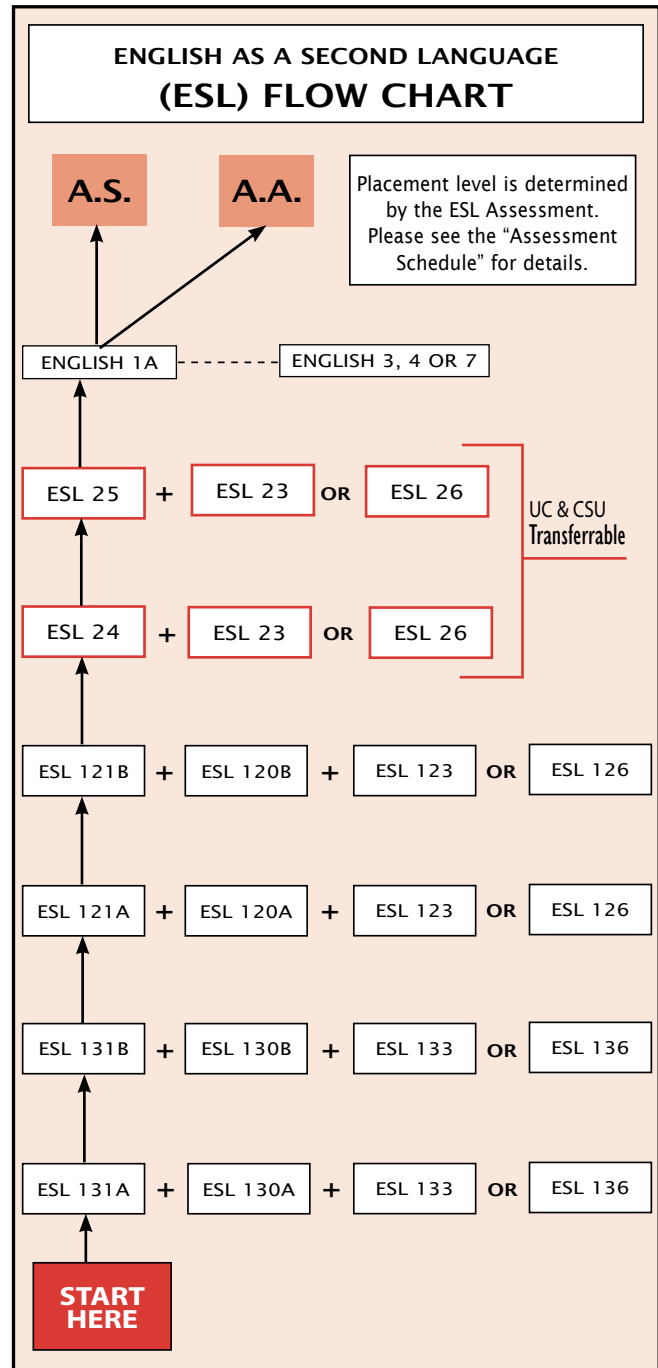 ENGLISH AS A SECOND LANGUAGE
(ESL) FLOW CHART
A.S.
A.A.
Placement level is determined
by the ESL Assessment.
Please see the “Assessment
Schedule” for details.
ENGLISH 1A
ENGLISH 3, 4 OR 7
ESL 25 + ESL 23 OR ESL 26
UC & CSU
Transferrable
ESL 24 + ESL 23 OR ESL 26
ESL 121B + ESL 120B + ESL 123 OR ESL 126
ESL 121A + ESL 120A + ESL 123 OR ESL 126
ESL 131B + ESL 130B + ESL 133 OR ESL 136
ESL 131A + ESL 130A + ESL 133 OR ESL 136
START
HERE